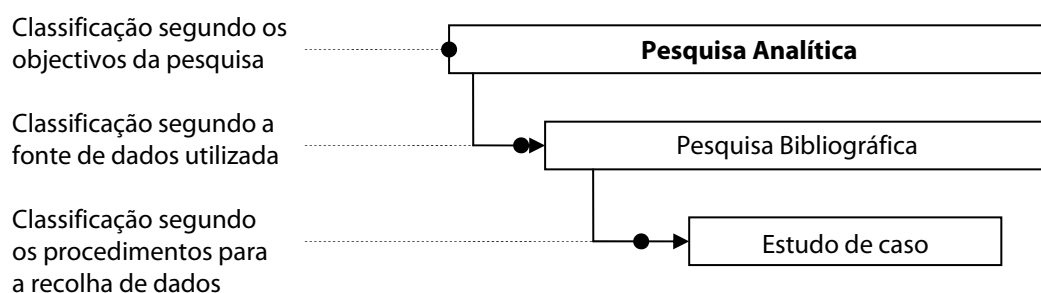 Classificação segundo os
objectivos da pesquisa
Pesquisa Analítica
Classificação segundo a
fonte de dados utilizada
Pesquisa Bibliográfica
Classificação segundo
os procedimentos para
a recolha de dados
Estudo de caso